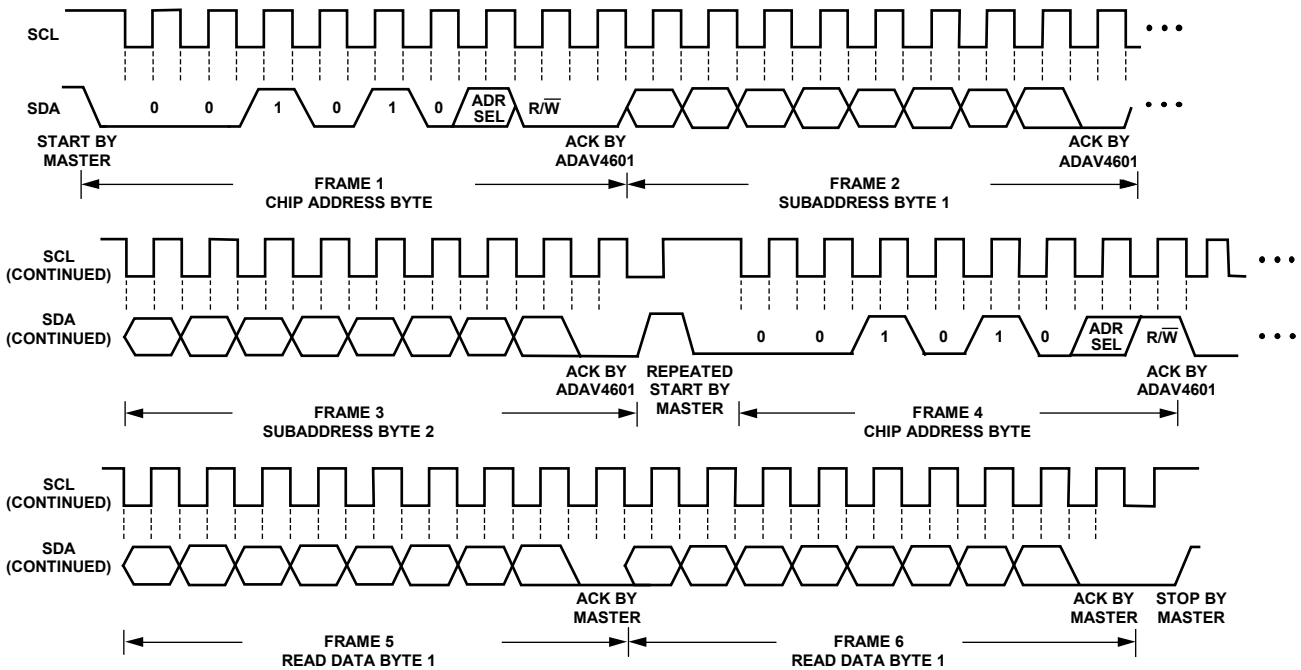 SCL
SDA
0 0 1 0 1 0 ADR SEL R/W̅
START BY MASTER
ACK BY ADAV4601
ACK BY ADAV4601
FRAME 1
CHIP ADDRESS BYTE
FRAME 2
SUBADDRESS BYTE 1
SCL
(CONTINUED)
SDA
(CONTINUED)
0 0 1 0 1 0 ADR SEL R/W̅
ACK BY ADAV4601
REPEATED START BY MASTER
ACK BY ADAV4601
FRAME 3
SUBADDRESS BYTE 2
FRAME 4
CHIP ADDRESS BYTE
SCL
(CONTINUED)
SDA
(CONTINUED)
ACK BY MASTER
ACK BY MASTER
STOP BY MASTER
FRAME 5
READ DATA BYTE 1
FRAME 6
READ DATA BYTE 1